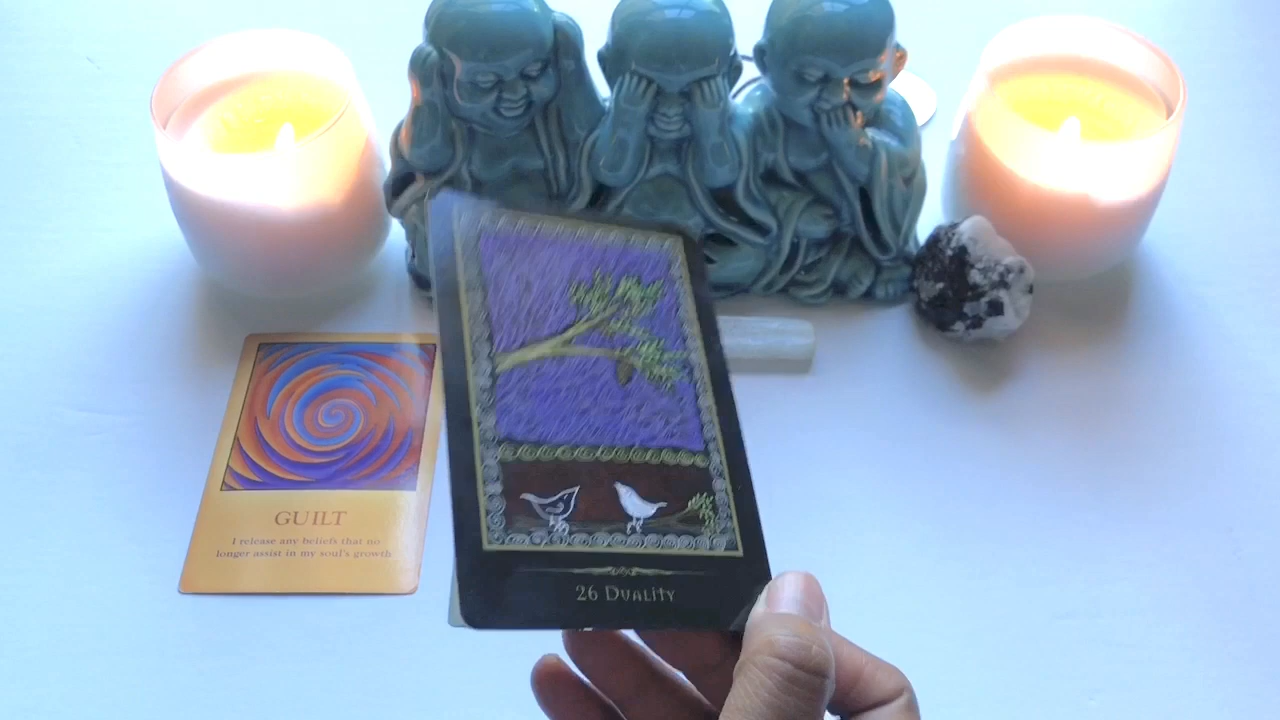 GUILT
I release any beliefs that no
longer assist in my soul's growth
26 DUALITY